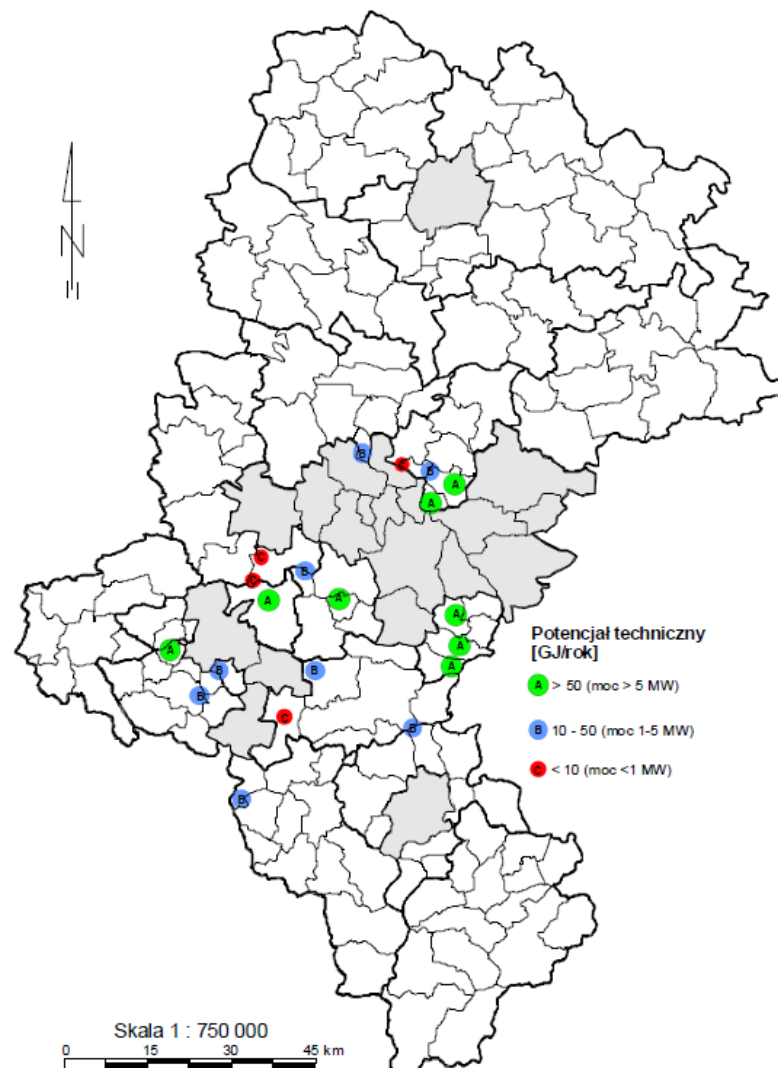 N
B
C
B
A
A
C
B
C
A
A
A
A
A
B
B
A
B
C
B
B
Potencjał techniczny
[GJ/rok]
A > 50 (moc > 5 MW)
B 10 - 50 (moc 1-5 MW)
C < 10 (moc <1 MW)
Skala 1 : 750 000
0 15 30 45 km